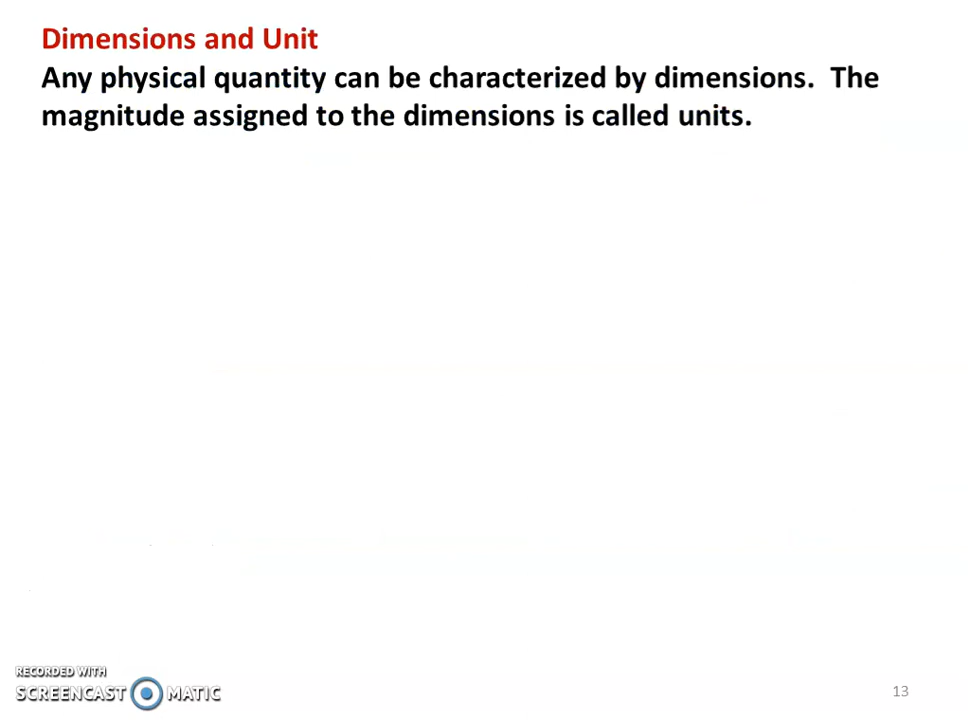 Dimensions and Unit
Any physical quantity can be characterized by dimensions. The
magnitude assigned to the dimensions is called units.
RECORDED WITH
SCREENCAST MATIC
13